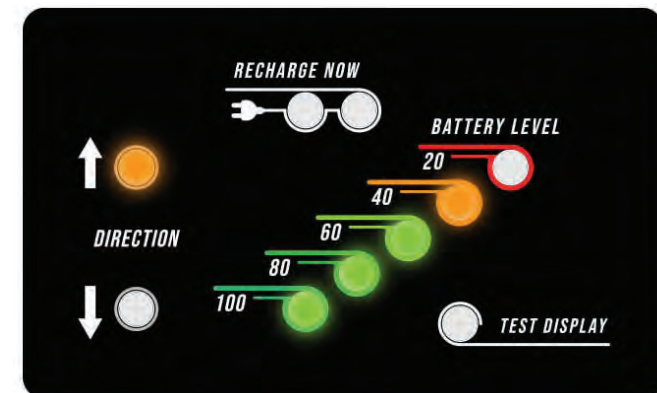 RECHARGE NOW
BATTERY LEVEL
20
40
60
DIRECTION
80
100
TEST DISPLAY